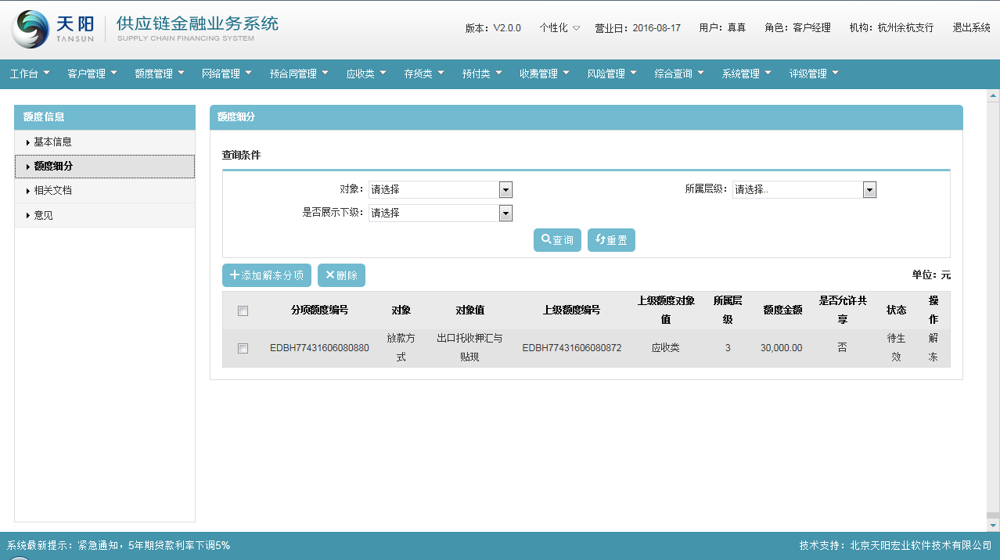 天阳 供应链金融业务系统
TANSUN SUPPLY CHAIN FINANCING SYSTEM
版本：V2.0.0 个性化 营业日：2016-08-17 用户：真真 角色：客户经理 机构：杭州余杭支行 退出系统
工作台 客户管理 额度管理 网络管理 预合同管理 应收类 存货类 预付类 收费管理 风险管理 综合查询 系统管理 评级管理
额度信息
基本信息
额度细分
相关文档
意见
额度细分
查询条件
对象：请选择 所属层级：请选择..
是否展示下级：请选择
查询 重置
添加解冻分项 删除 单位：元
分项额度编号 对象 对象值 上级额度编号 上级额度对象值 所属层级 额度金额 是否允许共享 状态 操作
EDBH77431606080880 放款方式 出口托收押汇与贴现 EDBH77431606080872 应收类 3 30,000.00 否 待生效 解冻
系统最新提示：紧急通知，5年期贷款利率下调5% 技术支持：北京天阳宏业软件技术有限公司